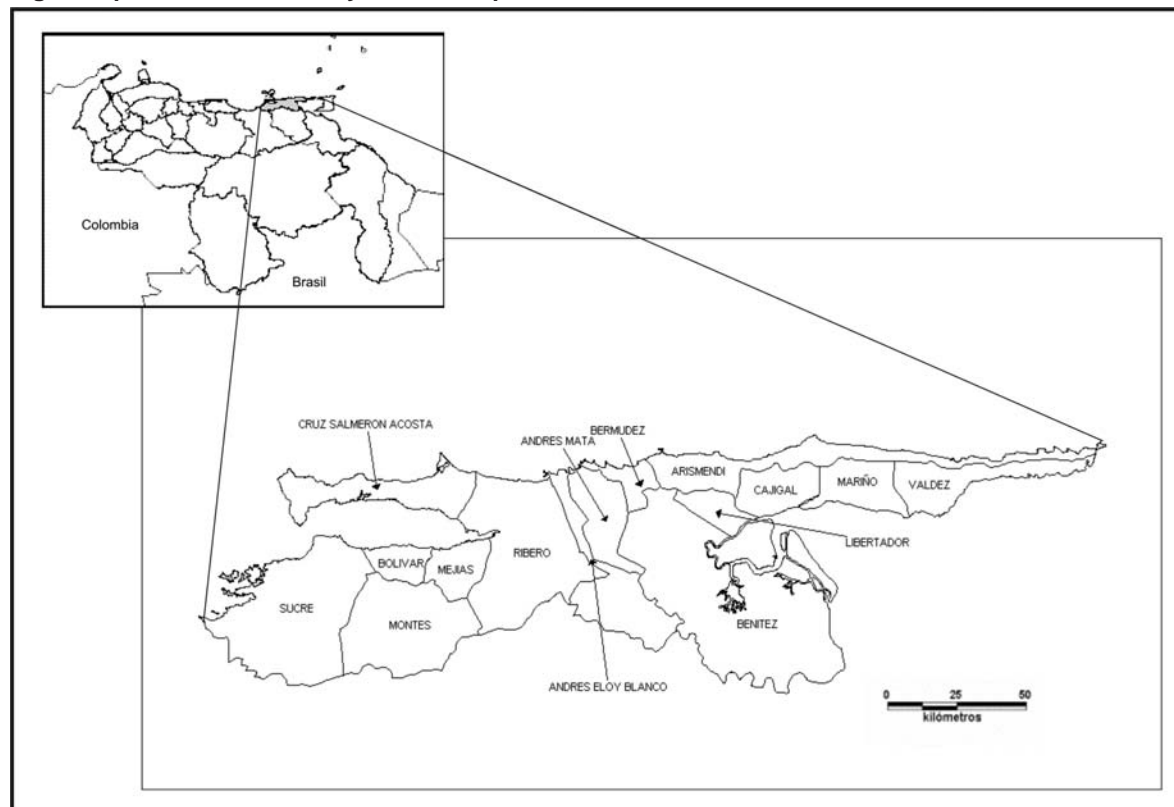 Colombia
Brasil
CRUZ SALMERON ACOSTA
BERMUDEZ
ANDRES MATA
ARISMENDI
CAJIGAL
MARIÑO
VALDEZ
LIBERTADOR
RIBERO
BOLIVAR
MEJIAS
SUCRE
MONTES
BENITEZ
ANDRES ELOY BLANCO
0 25 50
kilómetros